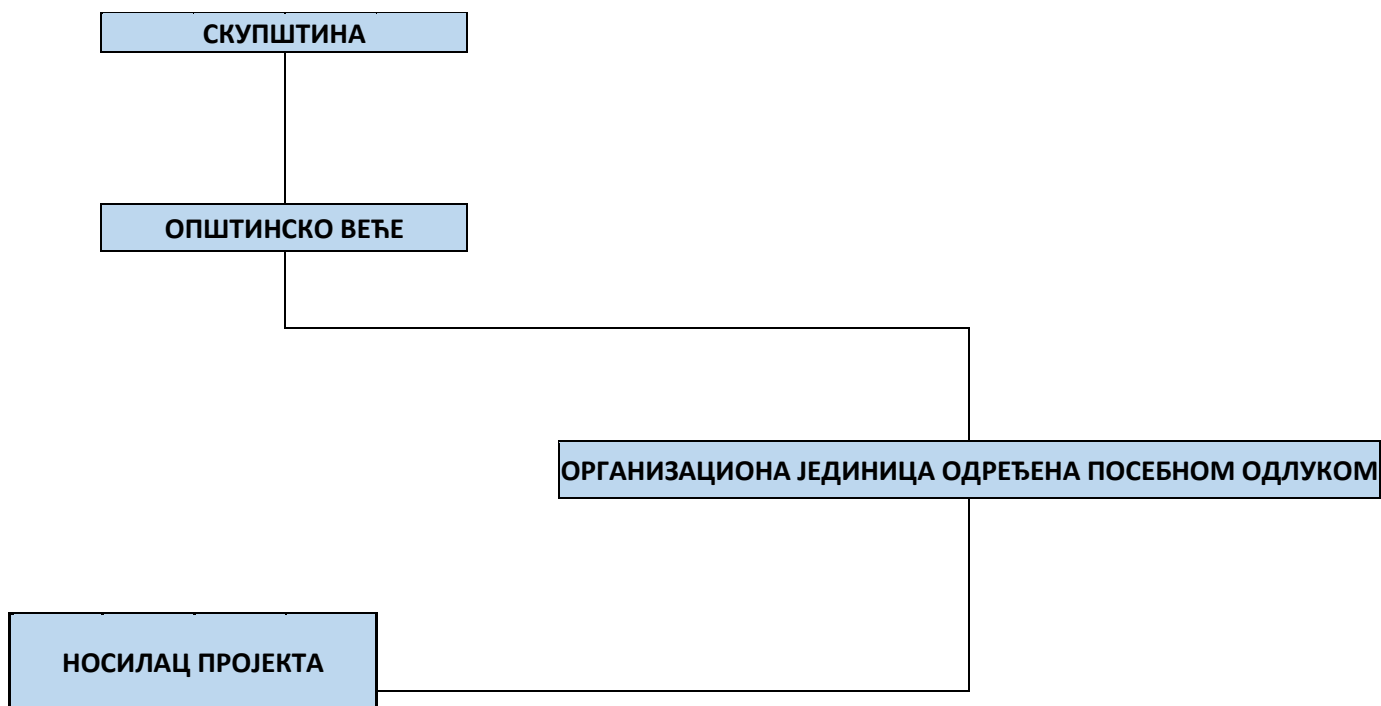 СКУПШТИНА
ОПШТИНСКО ВЕЋЕ
ОРГАНИЗАЦИОНА ЈЕДИНИЦА ОДРЕЂЕНА ПОСЕБНОМ ОДЛУКОМ
НОСИЛАЦ ПРОЈЕКТА